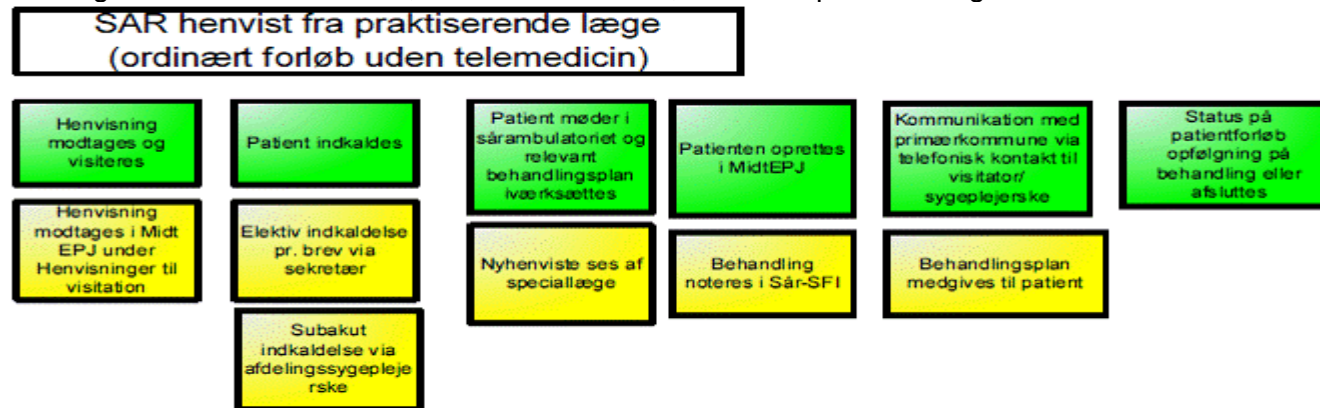 SAR henvist fra praktiserende læge
(ordinært forløb uden telemedicin)
Henvisning
modtages og
visiteres
Patient indkaldes
Patient møder i
sårambulatoriet og
relevant
behandlingsplan
iværksættes
Patienten oprettes
i MidtEPJ
Kommunikation med
primærkommune via
telefonisk kontakt til
visitator/
sygeplejerske
Status på
patientforløb
opfølgning på
behandling eller
afsluttes
Henvisning
modtages i Midt
EPJ under
Henvisninger til
visitation
Elektiv indkaldelse
pr. brev via
sekretær
Nyhenviste ses af
speciallæge
Behandling
noteres i Sår-SFI
Behandlingsplan
medgives til patient
Subakut
indkaldelse via
afdelingssygepleje
rske